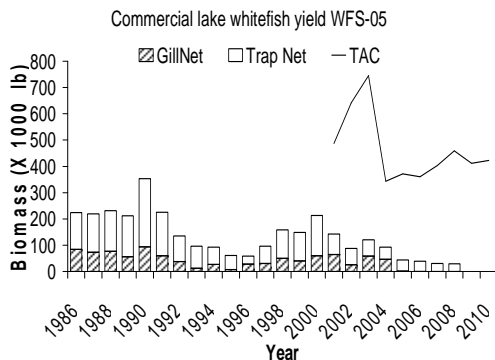 Commercial lake whitefish yield WFS-05
GillNet Trap Net TAC
Biomass (X 1000 lb)
800
700
600
500
400
300
200
100
0
1986 1988 1990 1992 1994 1996 1998 2000 2002 2004 2006 2008 2010
Year